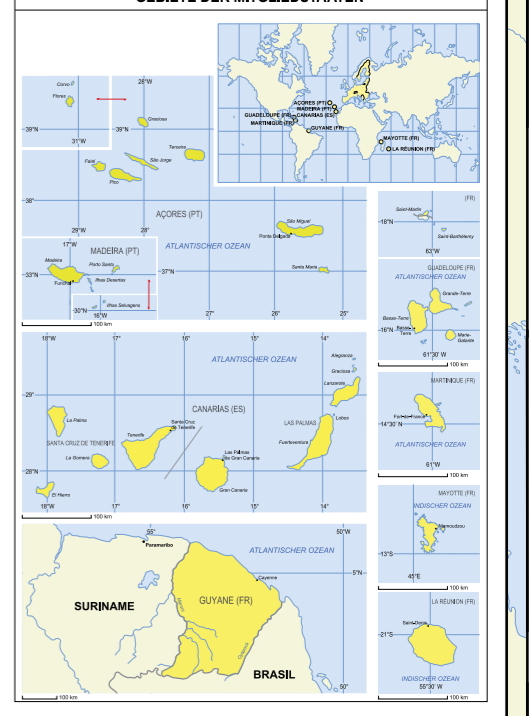 GEBIETE DER MITGLIEDSTAATEN
AÇORES (PT)
MADEIRA (PT)
GUADELOUPE (FR)
CANARIAS (ES)
MARTINIQUE (FR)
GUYANE (FR)
MAYOTTE (FR)
LA RÉUNION (FR)
Corvo
Flores
28°W
39°N
31°W
39°N
Graciosa
Terceira
Faial
São Jorge
Pico
38°
29°W
28°
AÇORES (PT)
ATLANTISCHER OZEAN
São Miguel
Ponta Delgada
Santa Maria
37°N
27°
26°
25°
17°W
MADEIRA (PT)
Madeira
Porto Santo
33°N
Funchal
Ilhas Desertas
Ilhas Selvagens
30°N
16°W
100 km
(FR)
Saint-Martin
18°N
Saint-Barthélemy
63°W
GUADELOUPE (FR)
ATLANTISCHER OZEAN
Grande-Terre
Basse-Terre
16°N
Basse-Terre
Marie-Galante
61°30' W
100 km
18°W
17°
16°
15°
14°
ATLANTISCHER OZEAN
Alegranza
Graciosa
Lanzarote
29°
La Palma
CANARÍAS (ES)
Lobos
Santa Cruz
de Tenerife
LAS PALMAS
SANTA CRUZ DE TENERIFE
Tenerife
Fuerteventura
La Gomera
Las Palmas
de Gran Canaria
28°N
El Hierro
Gran Canaria
18°W
17°
16°
15°
14°
100 km
MARTINIQUE (FR)
Fort-de-France
14°30' N
ATLANTISCHER OZEAN
61°W
100 km
MAYOTTE (FR)
INDISCHER OZEAN
Mamoudzou
13°S
45°E
100 km
55°
50°W
Paramaribo
ATLANTISCHER OZEAN
5°N
Cayenne
SURINAME
GUYANE (FR)
Maroni
Oyapock
BRASIL
50°
100 km
LA RÉUNION (FR)
Saint-Denis
21°S
INDISCHER OZEAN
55°30' W
100 km